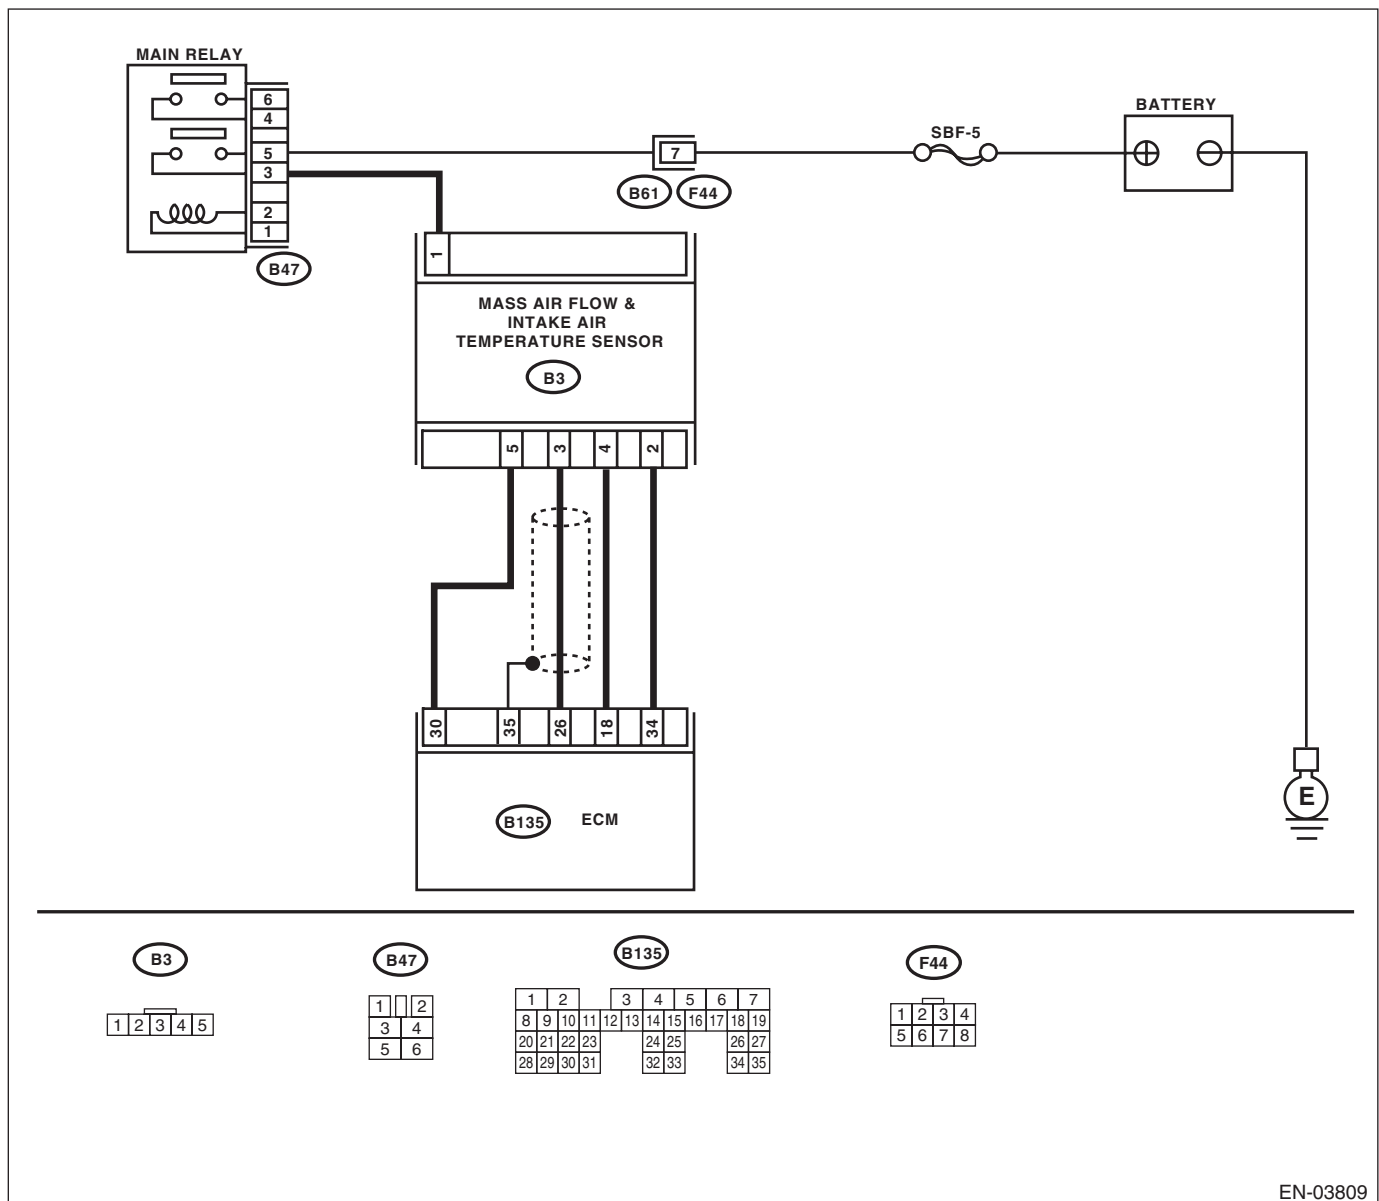 MAIN RELAY
6
4
5
3
2
1
B47
7
B61 F44
SBF-5
BATTERY
1
MASS AIR FLOW &
INTAKE AIR
TEMPERATURE SENSOR
B3
5 3 4 2
30 35 26 18 34
B135 ECM
E
B3
1 2 3 4 5
B47
1 2
3 4
5 6
B135
1 2 3 4 5 6 7
8 9 10 11 12 13 14 15 16 17 18 19
20 21 22 23 24 25 26 27
28 29 30 31 32 33 34 35
F44
1 2 3 4
5 6 7 8
EN-03809